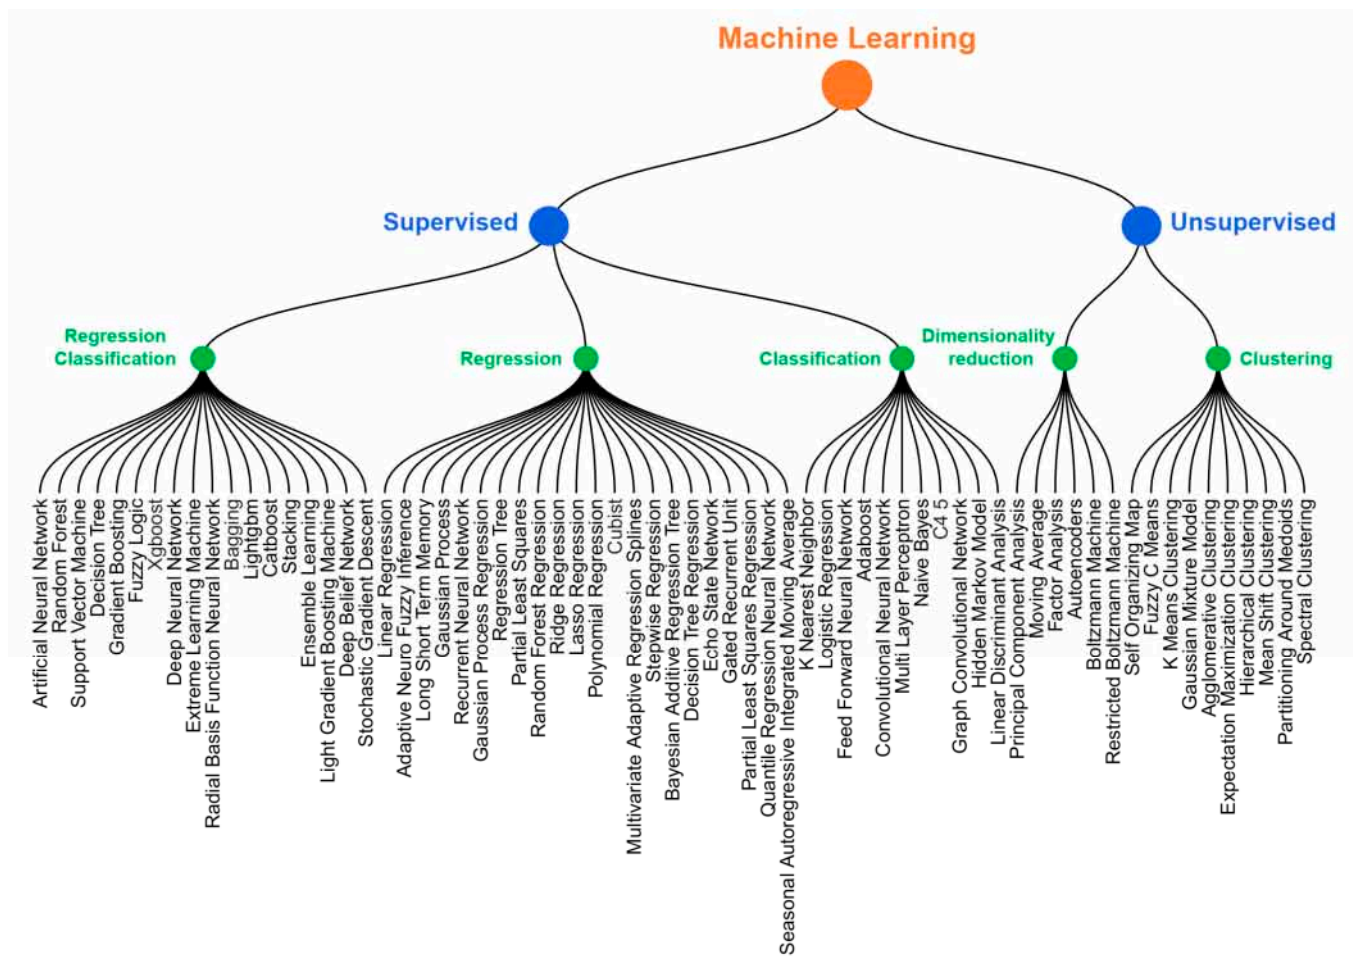 Machine Learning
Supervised
Unsupervised
Regression
Classification
Regression
Classification
Dimensionality
reduction
Clustering
Artificial Neural Network
Random Forest
Support Vector Machine
Decision Tree
Gradient Boosting
Fuzzy Logic
Xgboost
Deep Neural Network
Extreme Learning Machine
Radial Basis Function Neural Network
Bagging
Lightgbm
Catboost
Stacking
Ensemble Learning
Light Gradient Boosting Machine
Deep Belief Network
Stochastic Gradient Descent
Linear Regression
Adaptive Neuro Fuzzy Inference
Long Short Term Memory
Gaussian Process
Recurrent Neural Network
Gaussian Process Regression
Regression Tree
Partial Least Squares
Random Forest Regression
Ridge Regression
Lasso Regression
Polynomial Regression
Cubist
Multivariate Adaptive Regression Splines
Stepwise Regression
Bayesian Additive Regression Tree
Decision Tree Regression
Echo State Network
Gated Recurrent Unit
Partial Least Squares Regression
Quantile Regression Neural Network
Seasonal Autoregressive Integrated Moving Average
K Nearest Neighbor
Logistic Regression
Feed Forward Neural Network
Adaboost
Convolutional Neural Network
Multi Layer Perceptron
Naive Bayes
C4 5
Graph Convolutional Network
Hidden Markov Model
Linear Discriminant Analysis
Principal Component Analysis
Moving Average
Factor Analysis
Autoencoders
Boltzmann Machine
Restricted Boltzmann Machine
Self Organizing Map
Fuzzy C Means
K Means Clustering
Gaussian Mixture Model
Agglomerative Clustering
Expectation Maximization Clustering
Hierarchical Clustering
Mean Shift Clustering
Partitioning Around Medoids
Spectral Clustering